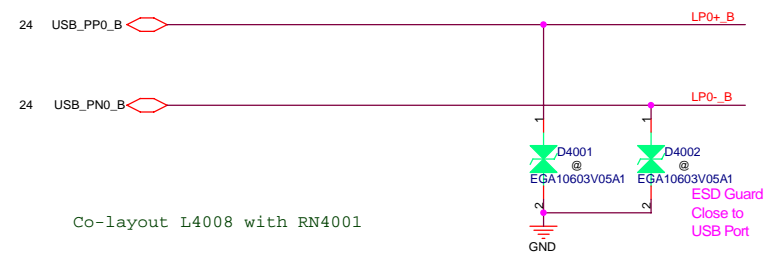 24 USB_PP0_B LP0+_B
24 USB_PN0_B LP0-_B
1 1
D4001 D4002
@ @
EGA10603V05A1 EGA10603V05A1
2 2
ESD Guard
Close to
USB Port
Co-layout L4008 with RN4001
GND